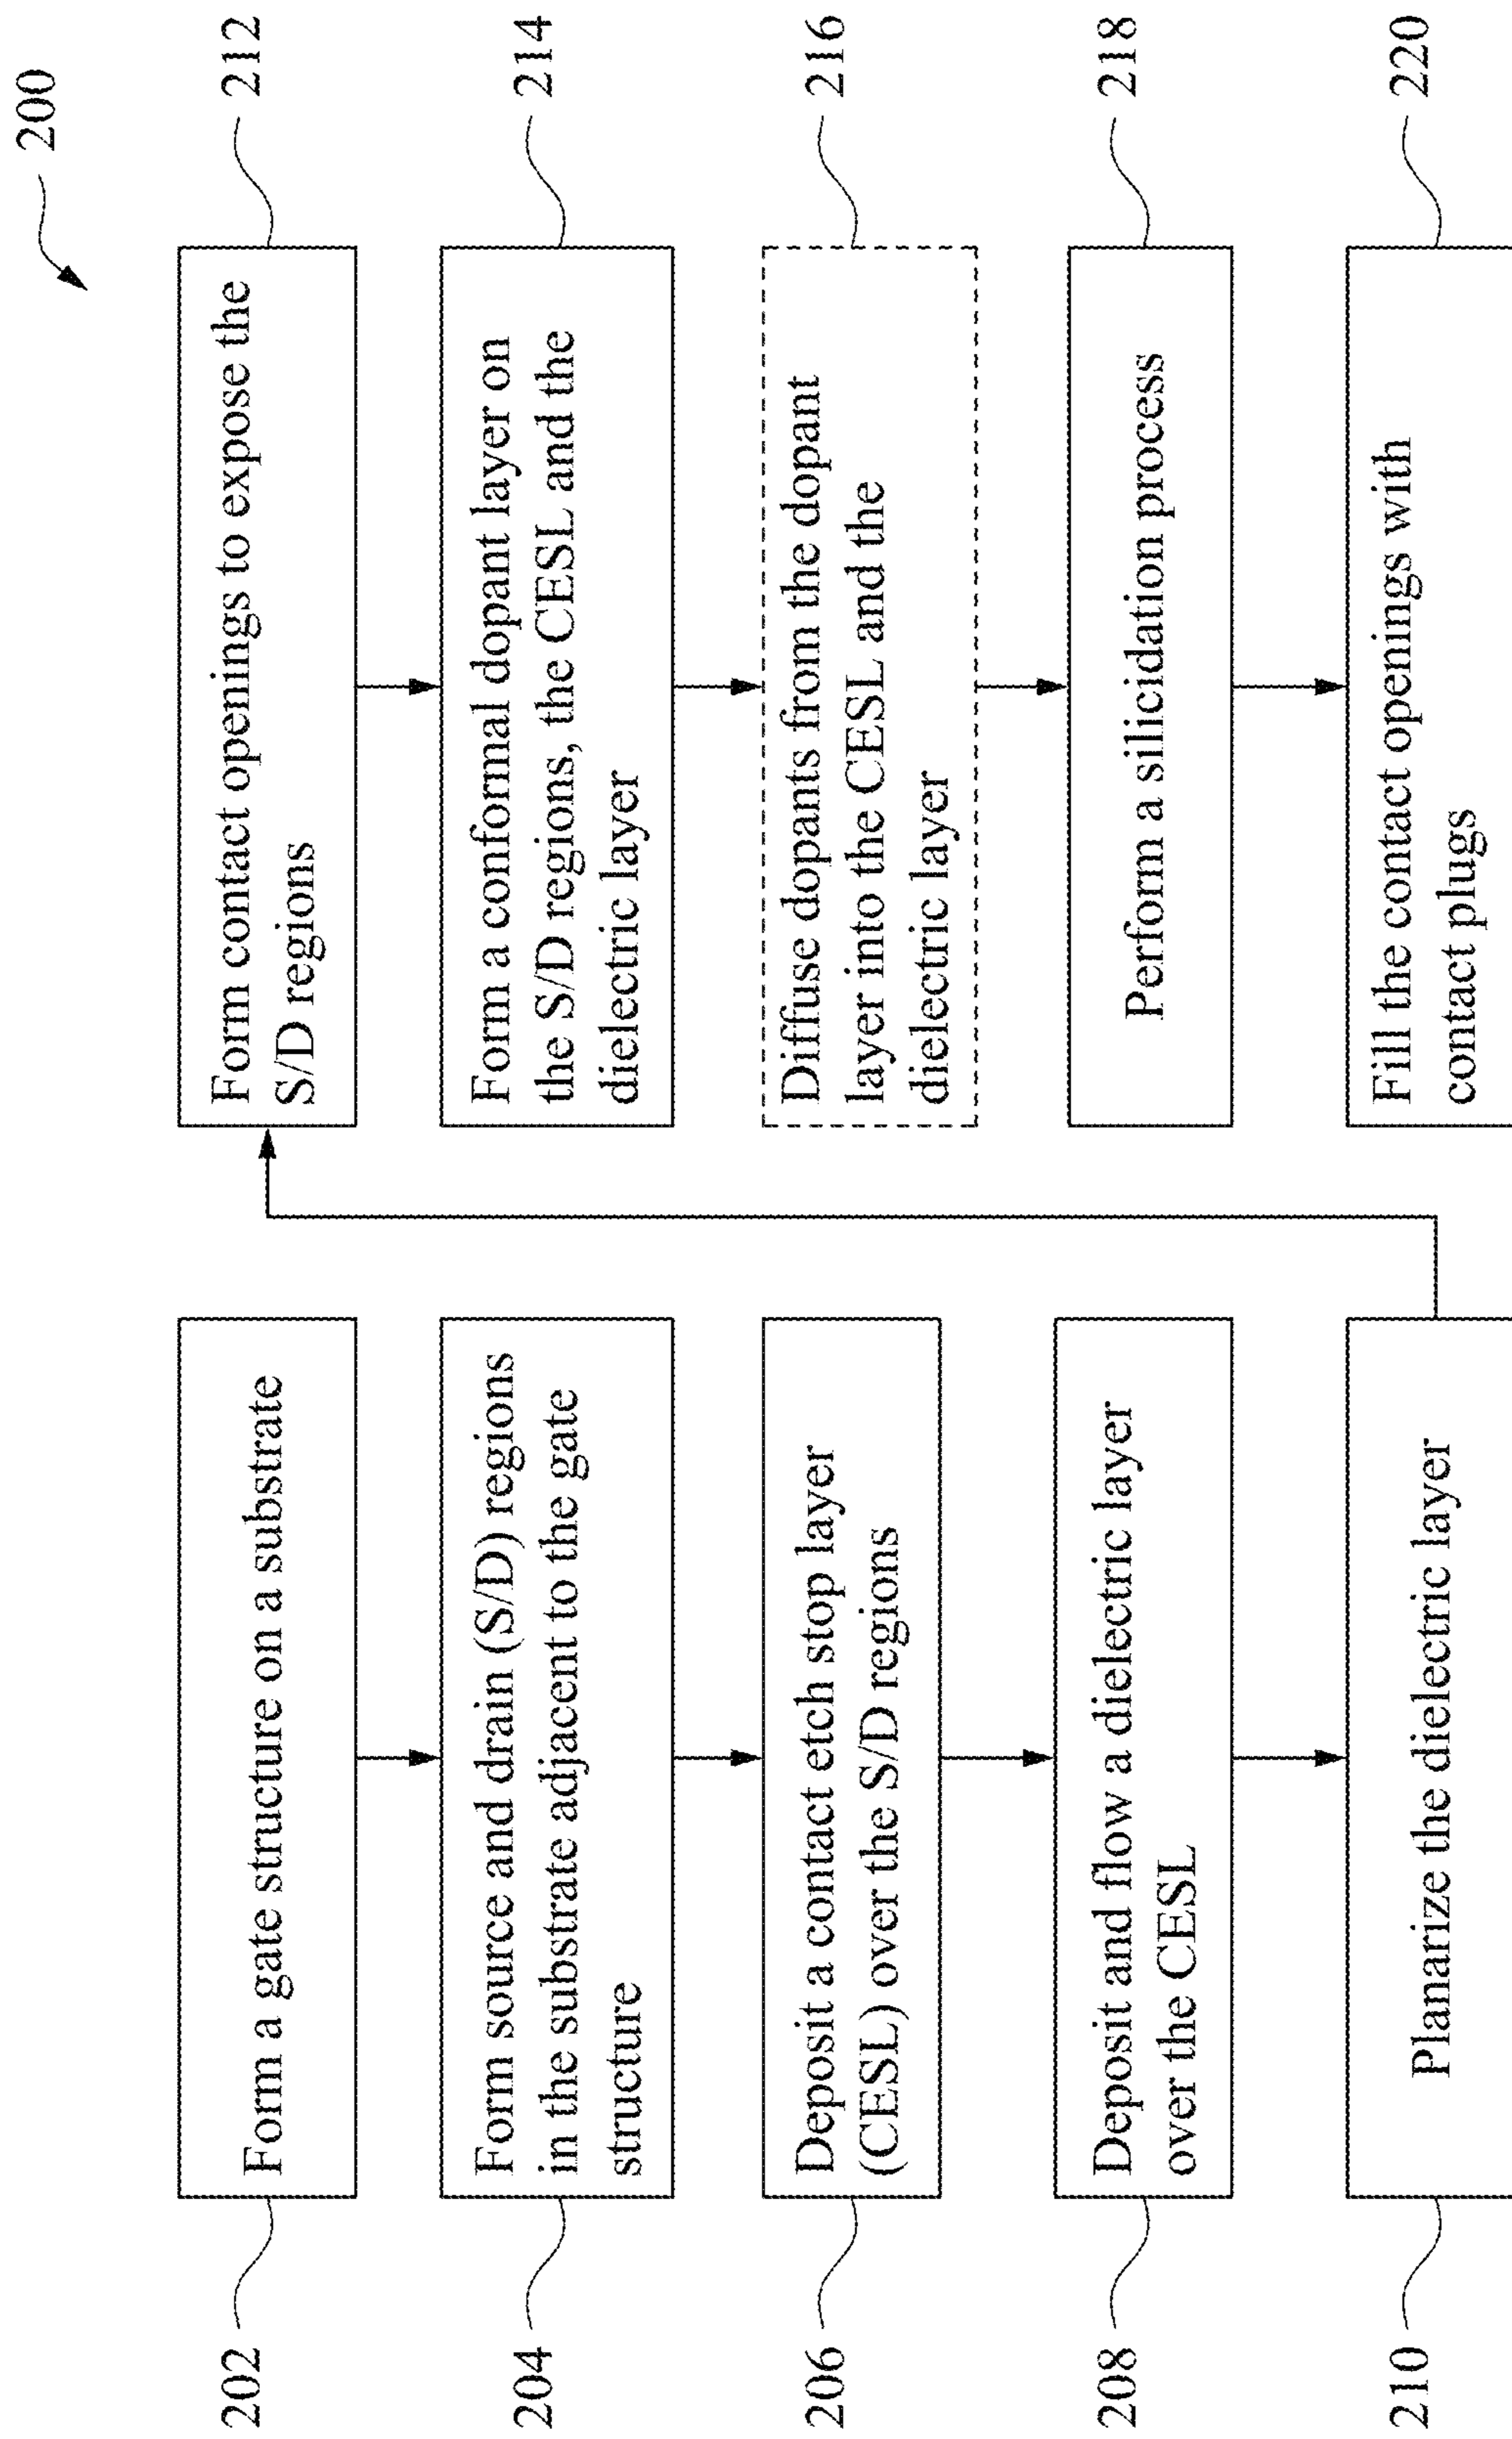 200
202
Form a gate structure on a substrate
204
Form source and drain (S/D) regions
in the substrate adjacent to the gate
structure
206
Deposit a contact etch stop layer
(CESL) over the S/D regions
208
Deposit and flow a dielectric layer
over the CESL
210
Planarize the dielectric layer
212
Form contact openings to expose the
S/D regions
214
Form a conformal dopant layer on
the S/D regions, the CESL and the
dielectric layer
216
Diffuse dopants from the dopant
layer into the CESL and the
dielectric layer
218
Perform a silicidation process
220
Fill the contact openings with
contact plugs